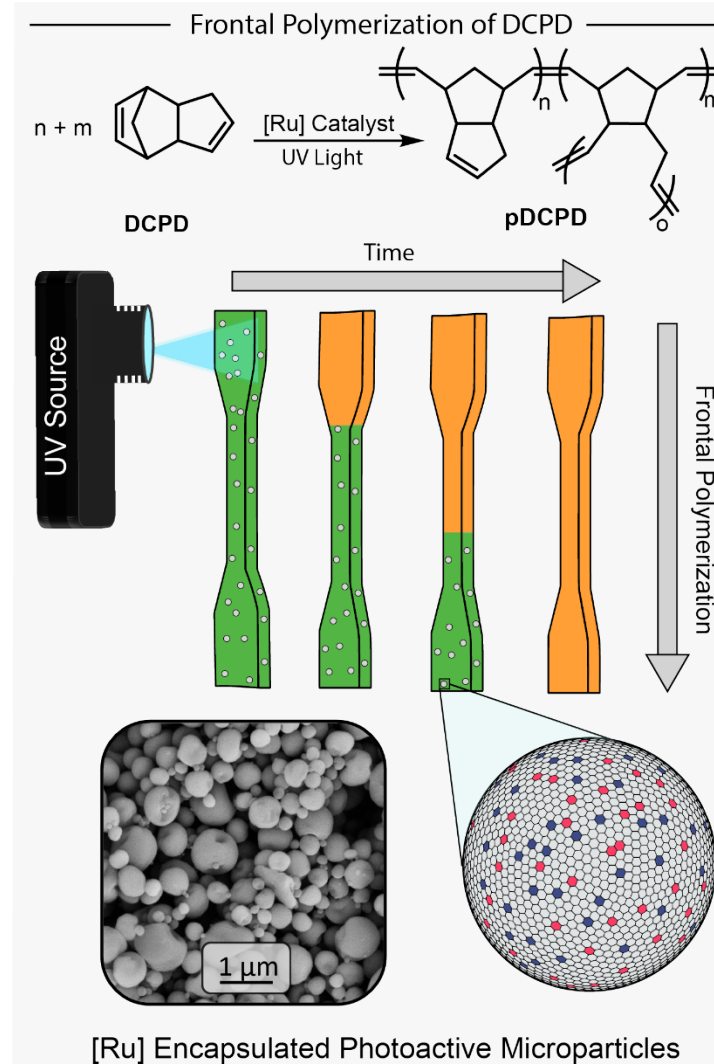 Frontal Polymerization of DCPD
n + m
[Ru] Catalyst
UV Light
n
m
o
DCPD
pDCPD
Time
UV Source
Frontal Polymerization
1 µm
[Ru] Encapsulated Photoactive Microparticles